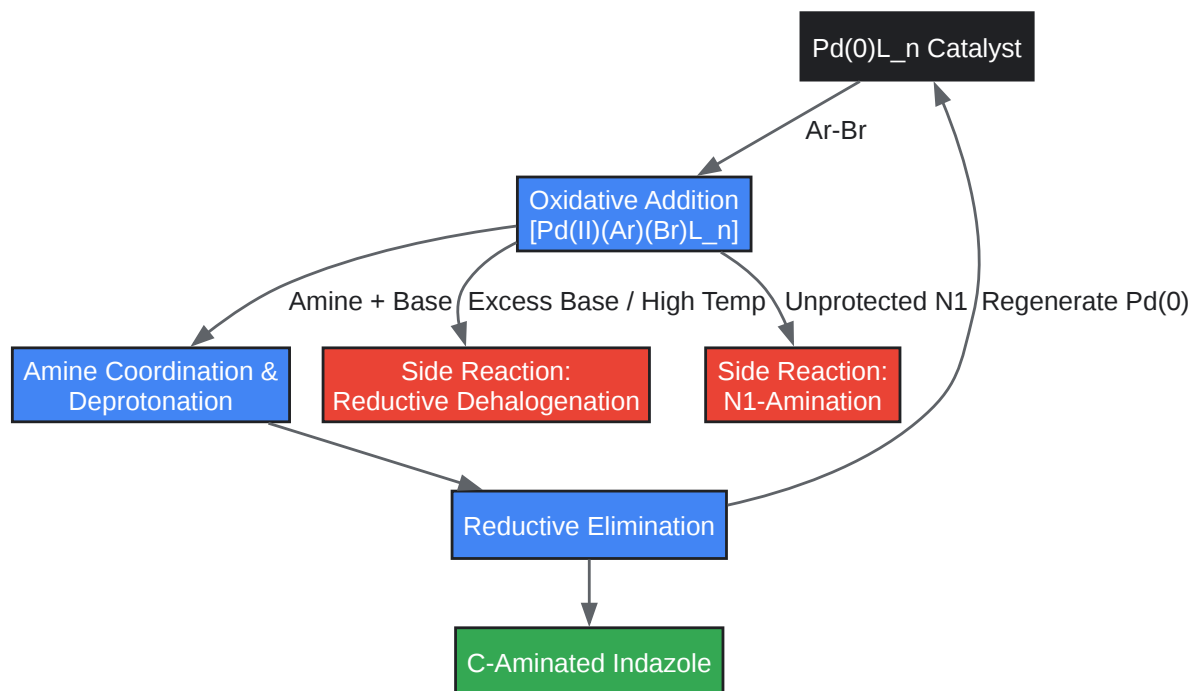 Pd(0)L_n Catalyst
Ar-Br
Oxidative Addition
[Pd(II)(Ar)(Br)L_n]
Amine + Base
Excess Base / High Temp
Unprotected N1
Regenerate Pd(0)
Amine Coordination &
Deprotonation
Side Reaction:
Reductive Dehalogenation
Side Reaction:
N1-Amination
Reductive Elimination
C-Aminated Indazole